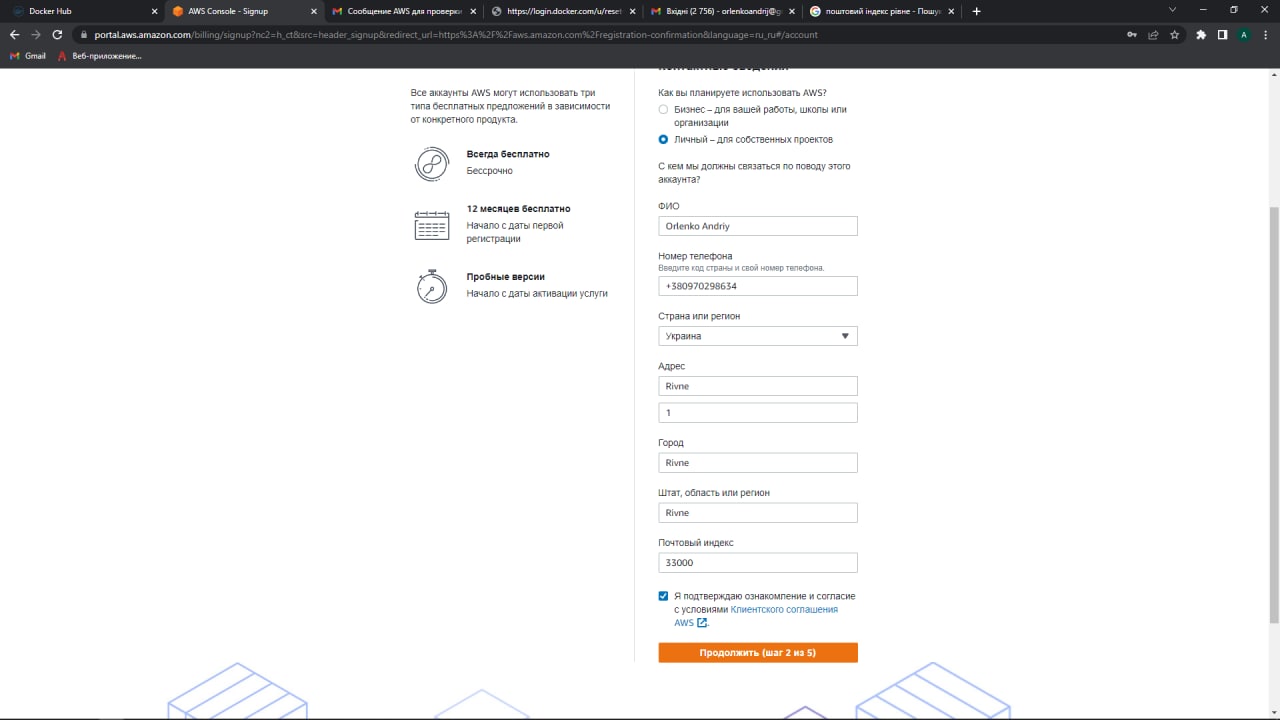 Docker Hub
AWS Console - Signup
Сообщение AWS для проверки
https://login.docker.com/u/reset
Вхідні (2 756) - orlenkoandrij@g
поштовий індекс рівне - Пошу
portal.aws.amazon.com/billing/signup?nc2=h_ct&src=header_signup&redirect_url=https%3A%2F%2Faws.amazon.com%2Fregistration-confirmation&language=ru_ru#/account
A
Gmail
Веб-приложение...
Контактные сведения
Все аккаунты AWS могут использовать три
типа бесплатных предложений в зависимости
от конкретного продукта.
Всегда бесплатно
Бессрочно
12 месяцев бесплатно
Начало с даты первой
регистрации
Пробные версии
Начало с даты активации услуги
Как вы планируете использовать AWS?
Бизнес – для вашей работы, школы или
организации
Личный – для собственных проектов
С кем мы должны связаться по поводу этого
аккаунта?
ФИО
Orlenko Andriy
Номер телефона
Введите код страны и свой номер телефона.
+380970298634
Страна или регион
Украина
Адрес
Rivne
1
Город
Rivne
Штат, область или регион
Rivne
Почтовый индекс
33000
Я подтверждаю ознакомление и согласие
с условиями Клиентского соглашения
AWS.
Продолжить (шаг 2 из 5)